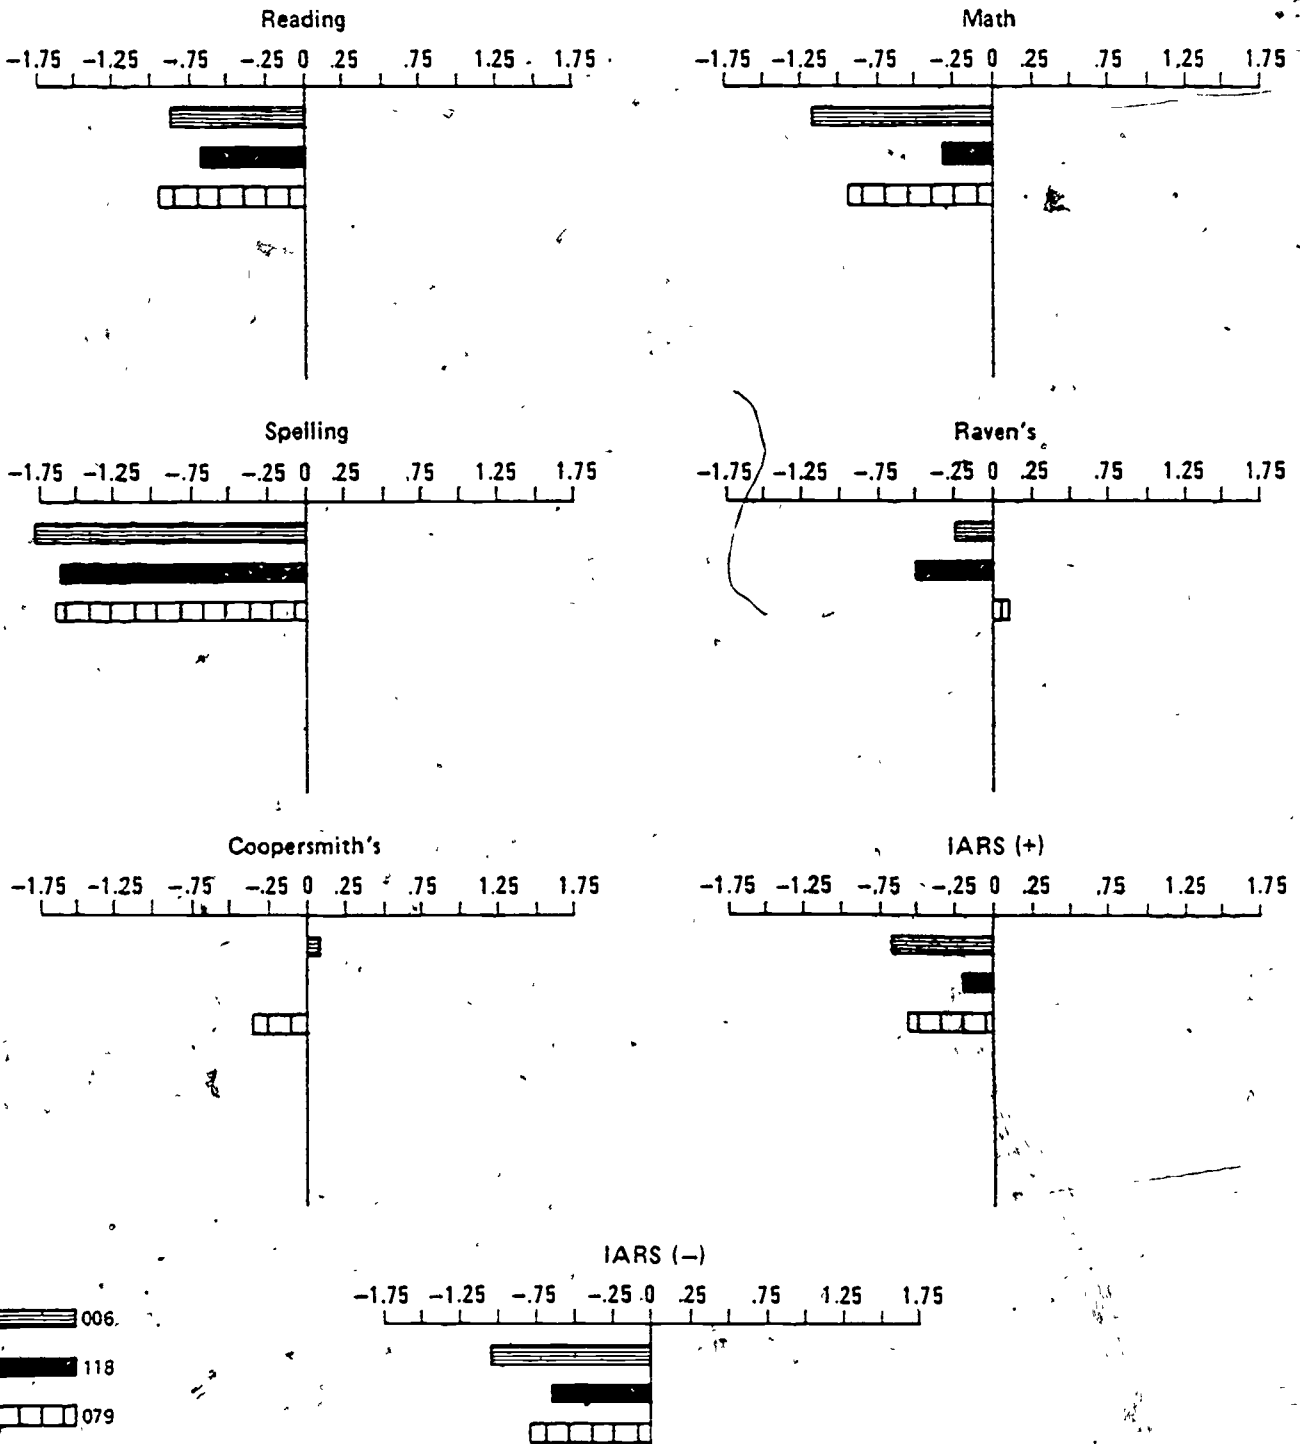 Reading Math
-1.75 -1.25 -.75 -.25 0 .25 .75 1.25 1.75 -1.75 -1.25 -.75 -.25 0 .25 .75 1.25 1.75
Spelling Raven's
-1.75 -1.25 -.75 -.25 0 .25 .75 1.25 1.75 -1.75 -1.25 -.75 -.25 0 .25 .75 1.25 1.75
Coopersmith's IARS (+)
-1.75 -1.25 -.75 -.25 0 .25 .75 1.25 1.75 -1.75 -1.25 -.75 -.25 0 .25 .75 1.25 1.75
IARS (−)
-1.75 -1.25 -.75 -.25 0 .25 .75 1.25 1.75
006
118
079